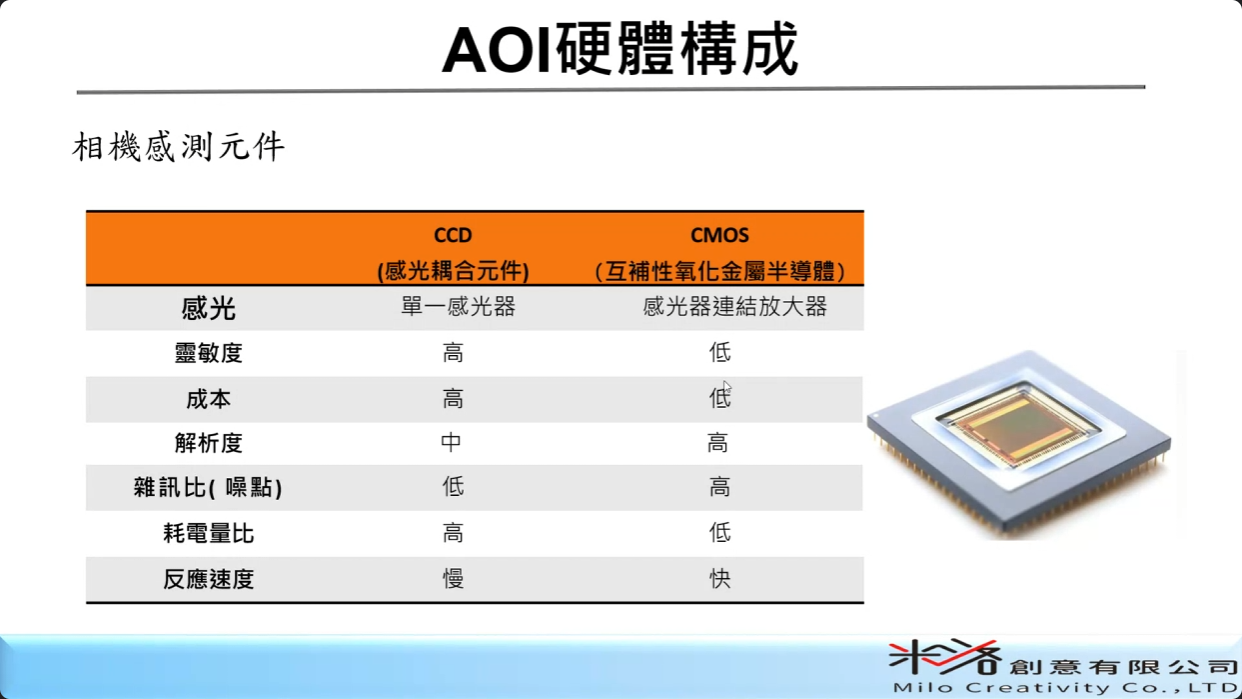 AOI硬體構成
相機感測元件
CCD CMOS
(感光耦合元件) (互補性氧化金屬半導體)
感光 單一感光器 感光器連結放大器
靈敏度 高 低
成本 高 低
解析度 中 高
雜訊比( 噪點) 低 高
耗電量比 高 低
反應速度 慢 快
米洛創意有限公司
Milo Creativity Co.,LTD